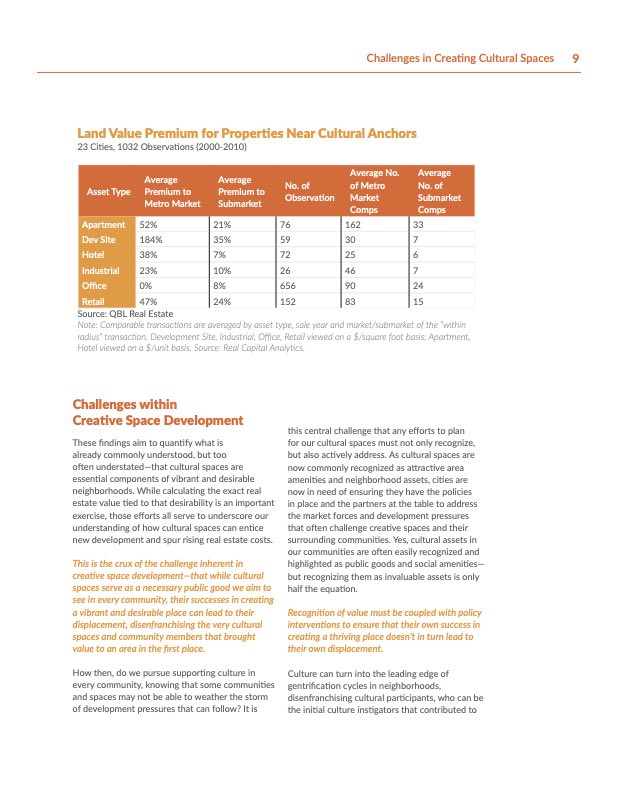 Challenges in Creating Cultural Spaces 9
Land Value Premium for Properties Near Cultural Anchors
23 Cities, 1032 Observations (2000-2010)
Asset Type | Average Premium to Metro Market | Average Premium to Submarket | No. of Observation | Average No. of Metro Market Comps | Average No. of Submarket Comps
Apartment 52% 21% 76 162 33
Dev Site 184% 35% 59 30 7
Hotel 38% 7% 72 25 6
Industrial 23% 10% 26 46 7
Office 0% 8% 656 90 24
Retail 47% 24% 152 83 15
Source: QBL Real Estate
Note: Comparable transactions are averaged by asset type, sale year and market/submarket of the "within
radius" transaction. Development Site, Industrial, Office, Retail viewed on a $/square foot basis; Apartment,
Hotel viewed on a $/unit basis. Source: Real Capital Analytics.
Challenges within
Creative Space Development
These findings aim to quantify what is
already commonly understood, but too
often understated—that cultural spaces are
essential components of vibrant and desirable
neighborhoods. While calculating the exact real
estate value tied to that desirability is an important
exercise, those efforts all serve to underscore our
understanding of how cultural spaces can entice
new development and spur rising real estate costs.
This is the crux of the challenge inherent in
creative space development—that while cultural
spaces serve as a necessary public good we aim to
see in every community, their successes in creating
a vibrant and desirable place can lead to their
displacement, disenfranchising the very cultural
spaces and community members that brought
value to an area in the first place.
How then, do we pursue supporting culture in
every community, knowing that some communities
and spaces may not be able to weather the storm
of development pressures that can follow? It is
this central challenge that any efforts to plan
for our cultural spaces must not only recognize,
but also actively address. As cultural spaces are
now commonly recognized as attractive area
amenities and neighborhood assets, cities are
now in need of ensuring they have the policies
in place and the partners at the table to address
the market forces and development pressures
that often challenge creative spaces and their
surrounding communities. Yes, cultural assets in
our communities are often easily recognized and
highlighted as public goods and social amenities—
but recognizing them as invaluable assets is only
half the equation.
Recognition of value must be coupled with policy
interventions to ensure that their own success in
creating a thriving place doesn't in turn lead to
their own displacement.
Culture can turn into the leading edge of
gentrification cycles in neighborhoods,
disenfranchising cultural participants, who can be
the initial culture instigators that contributed to